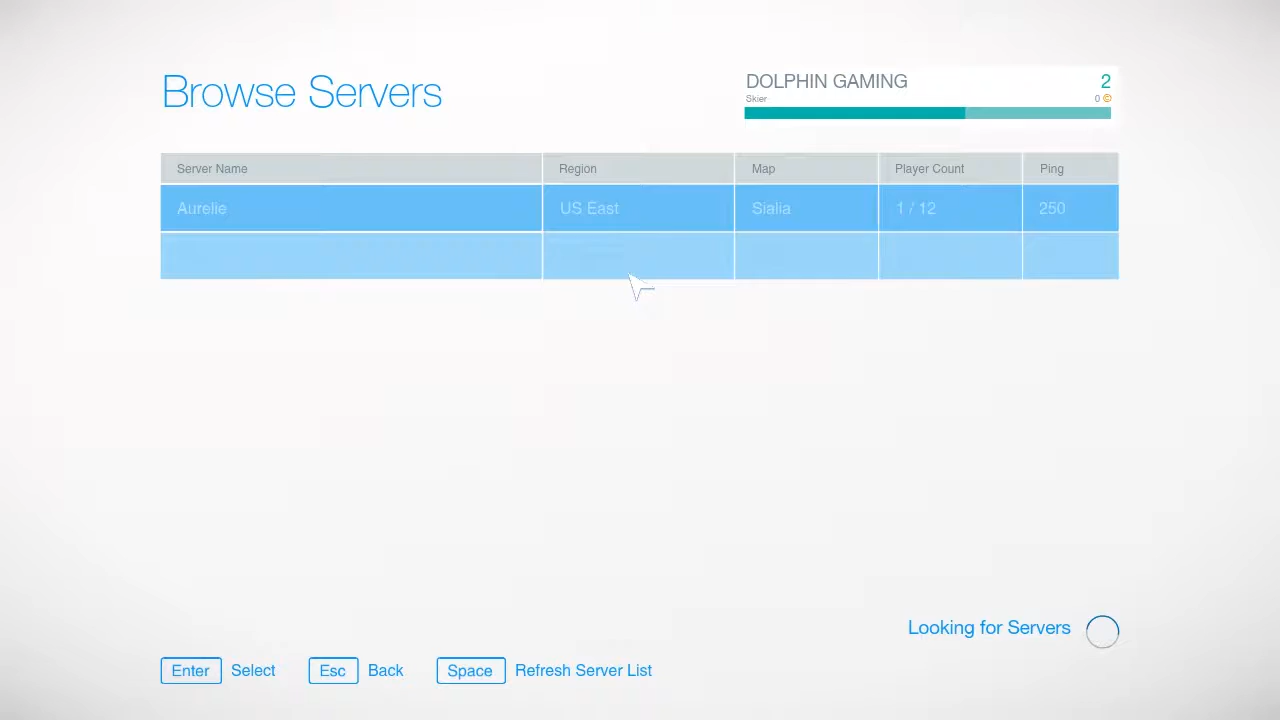 Browse Servers
DOLPHIN GAMING 2
Skier 0 ©
Server Name Region Map Player Count Ping
Aurelie US East Sialia 1 / 12 250
Looking for Servers
Enter Select Esc Back Space Refresh Server List